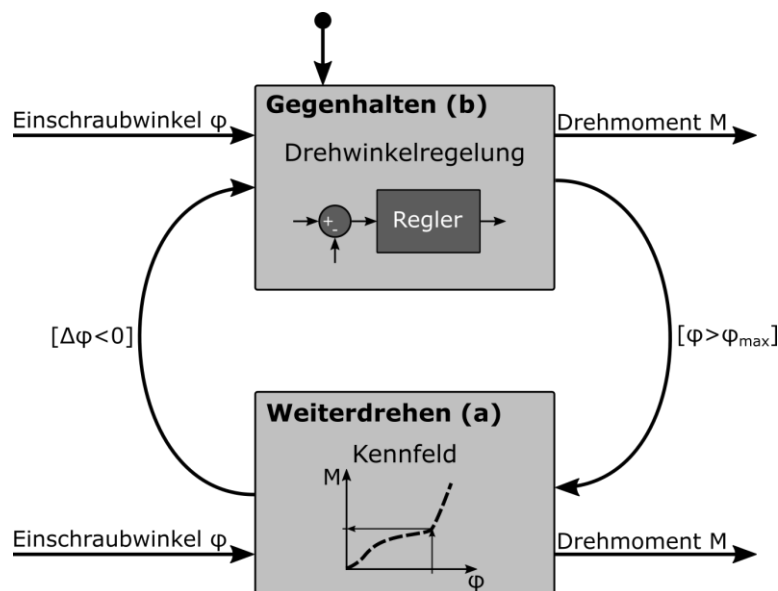 Gegenhalten (b)
Einschraubwinkel φ
Drehmoment M
Drehwinkelregelung
+
-
Regler
[Δφ<0]
[φ>φmax]
Weiterdrehen (a)
Kennfeld
M
φ
Einschraubwinkel φ
Drehmoment M